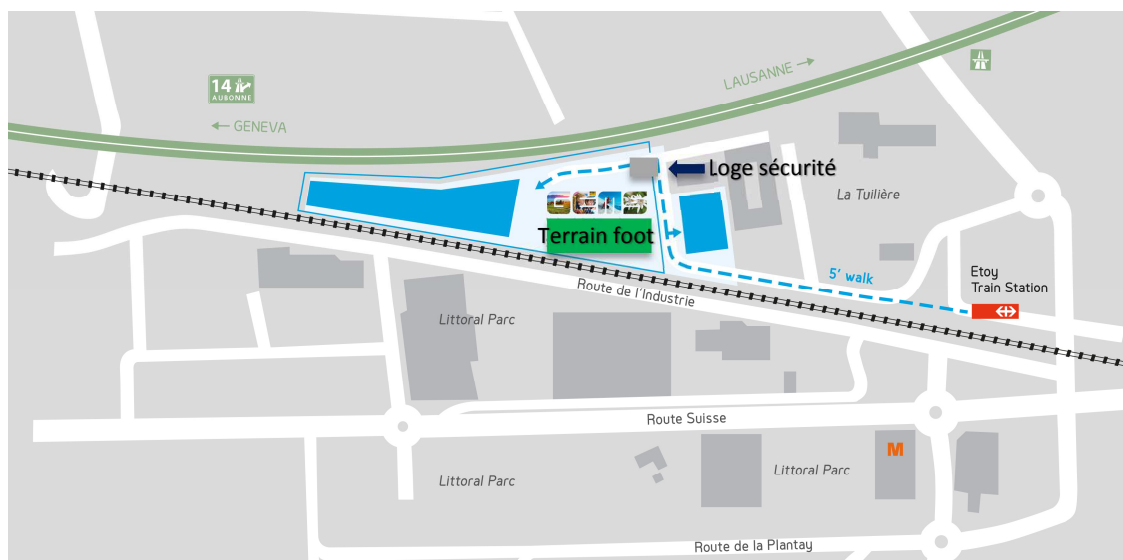 LAUSANNE →
14
AUBONNE
← GENEVA
Loge sécurité
La Tuilière
GEMS
Terrain foot
5' walk
Etoy
Train Station
Route de l'Industrie
Littoral Parc
Route Suisse
M
Littoral Parc
Littoral Parc
Route de la Plantay